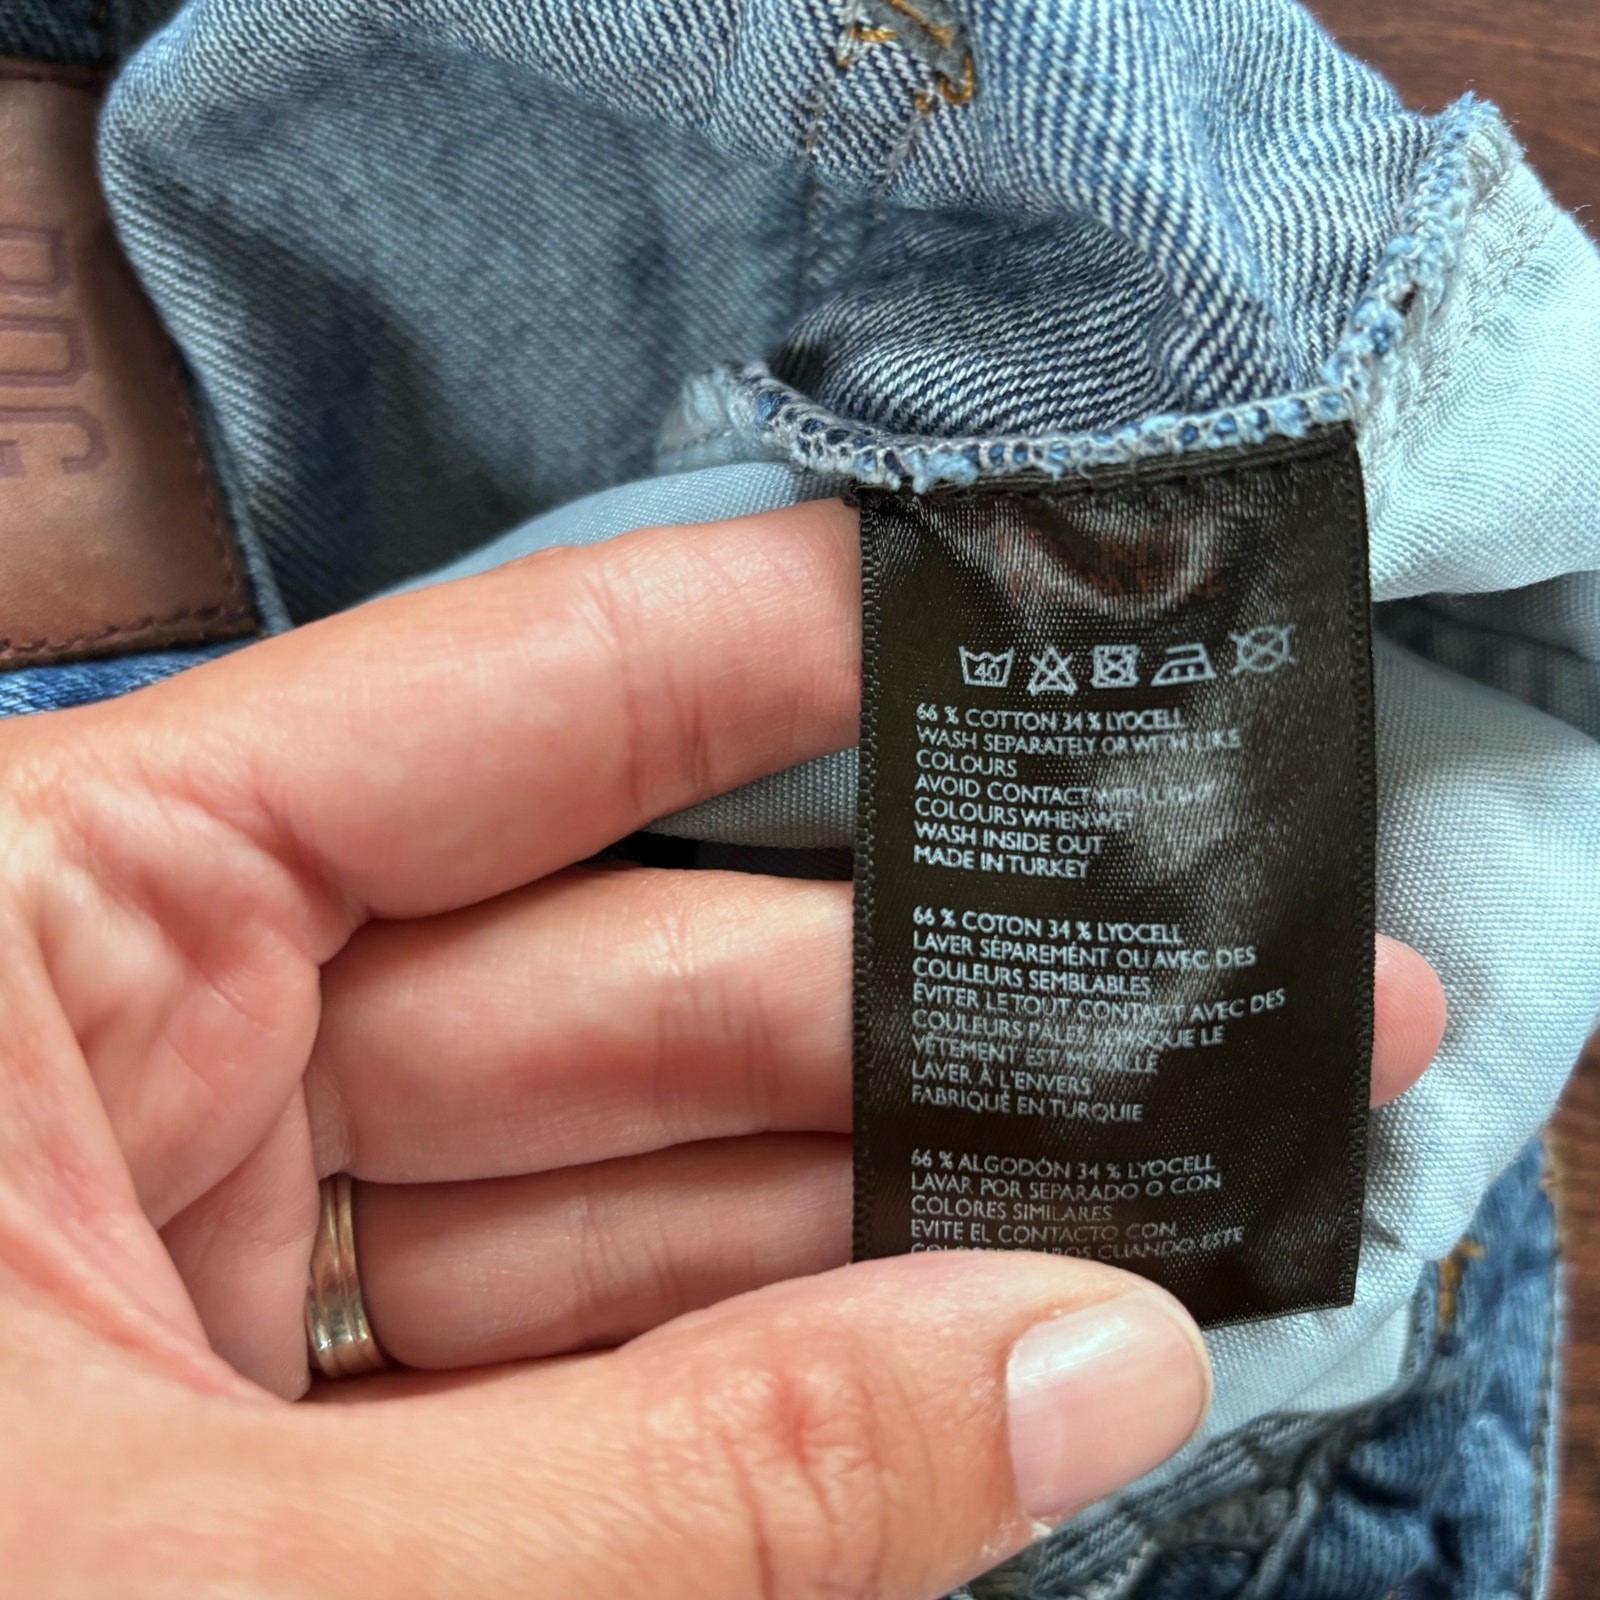 40
66 % COTTON 34 % LYOCELL
WASH SEPARATELY OR WITH LIKE
COLOURS
AVOID CONTACT WITH LIGHT
COLOURS WHEN WET
WASH INSIDE OUT
MADE IN TURKEY
66 % COTON 34 % LYOCELL
LAVER SÉPARÉMENT OU AVEC DES
COULEURS SEMBLABLES
ÉVITER LE TOUT CONTACT AVEC DES
COULEURS PÂLES LORSQUE LE
VÊTEMENT EST MOUILLÉ
LAVER À L'ENVERS
FABRIQUÉ EN TURQUIE
66 % ALGODÓN 34 % LYOCELL
LAVAR POR SEPARADO O CON
COLORES SIMILARES
EVITE EL CONTACTO CON
CUANDO ESTE